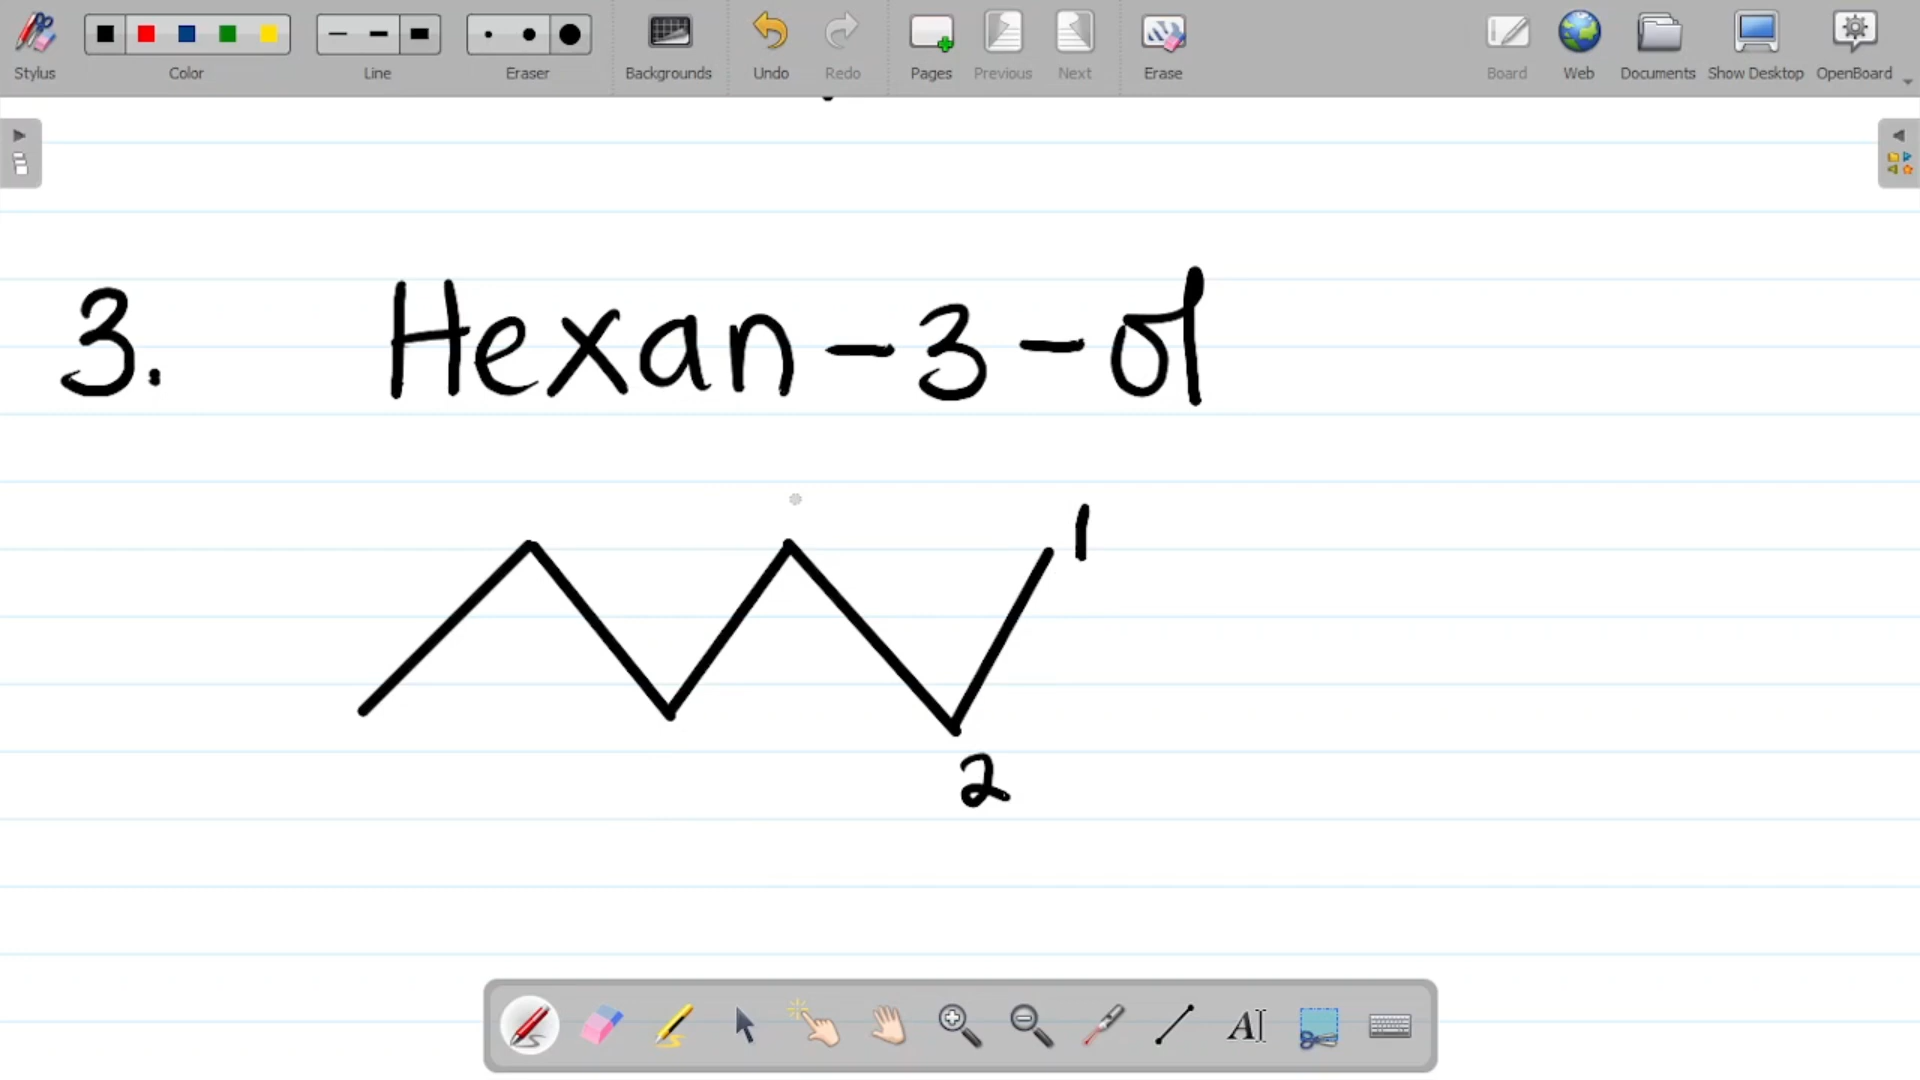 Stylus Color Line Eraser Backgrounds Undo Redo Pages Previous Next Erase Board Web Documents Show Desktop OpenBoard
3. Hexan-3-ol
1
2